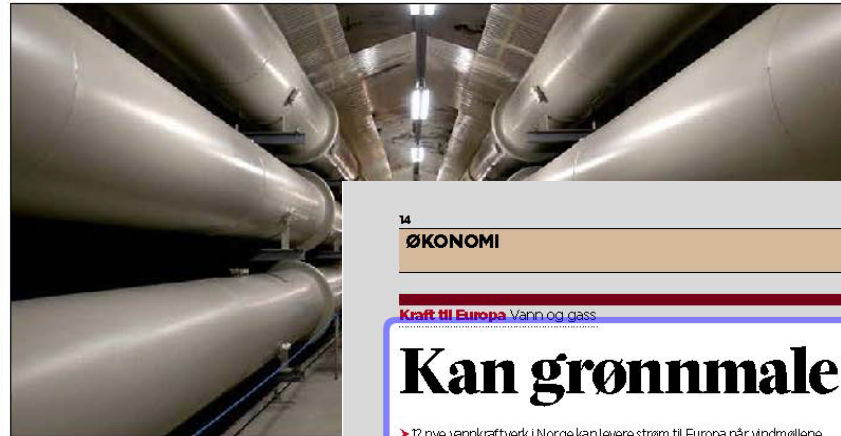 14
ØKONOMI
Kraft til Europa Vann og gass
Kan grønnmale
➤ 12 nye vannkraftverk i Norge kan levere strøm til Europa når vindmøllene